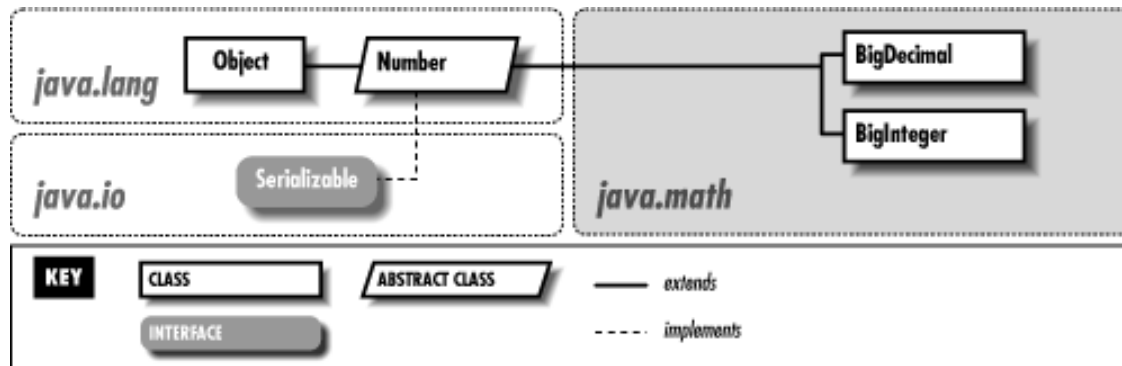 Object
Number
java.lang
Serializable
java.io
BigDecimal
BigInteger
java.math
KEY
CLASS
ABSTRACT CLASS
extends
INTERFACE
implements